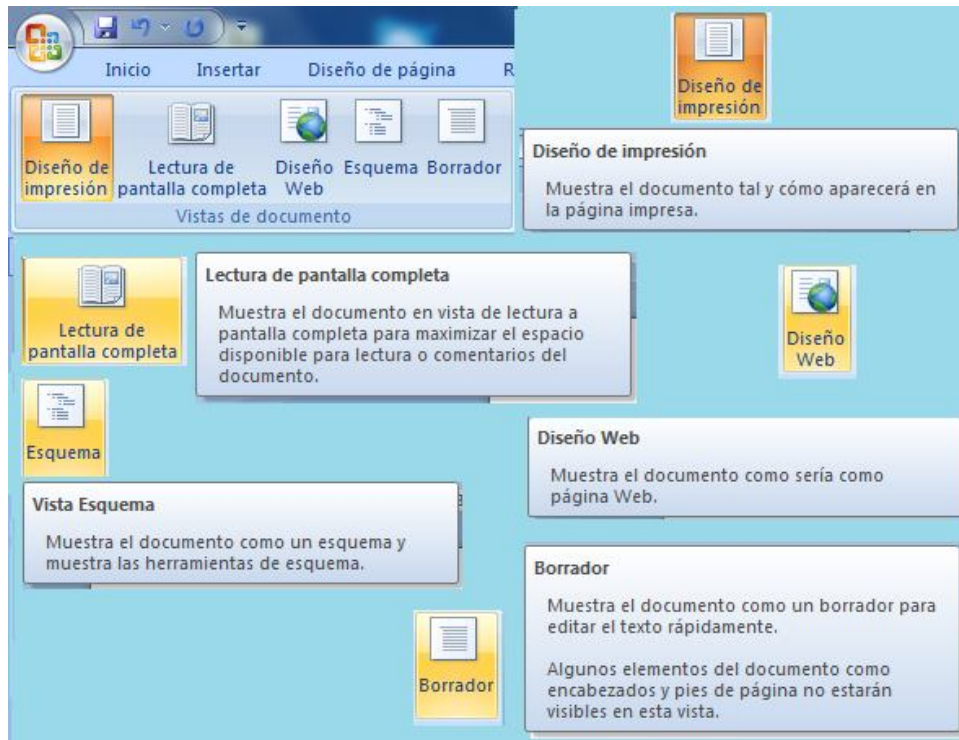 Inicio Insertar Diseño de página R
Diseño de
impresión
Lectura de
pantalla completa
Diseño
Web
Esquema
Borrador
Vistas de documento
Diseño de
impresión
Diseño de impresión
Muestra el documento tal y cómo aparecerá en
la página impresa.
Lectura de
pantalla completa
Lectura de pantalla completa
Muestra el documento en vista de lectura a
pantalla completa para maximizar el espacio
disponible para lectura o comentarios del
documento.
Diseño
Web
Diseño Web
Muestra el documento como sería como
página Web.
Esquema
Vista Esquema
Muestra el documento como un esquema y
muestra las herramientas de esquema.
Borrador
Borrador
Muestra el documento como un borrador para
editar el texto rápidamente.
Algunos elementos del documento como
encabezados y pies de página no estarán
visibles en esta vista.